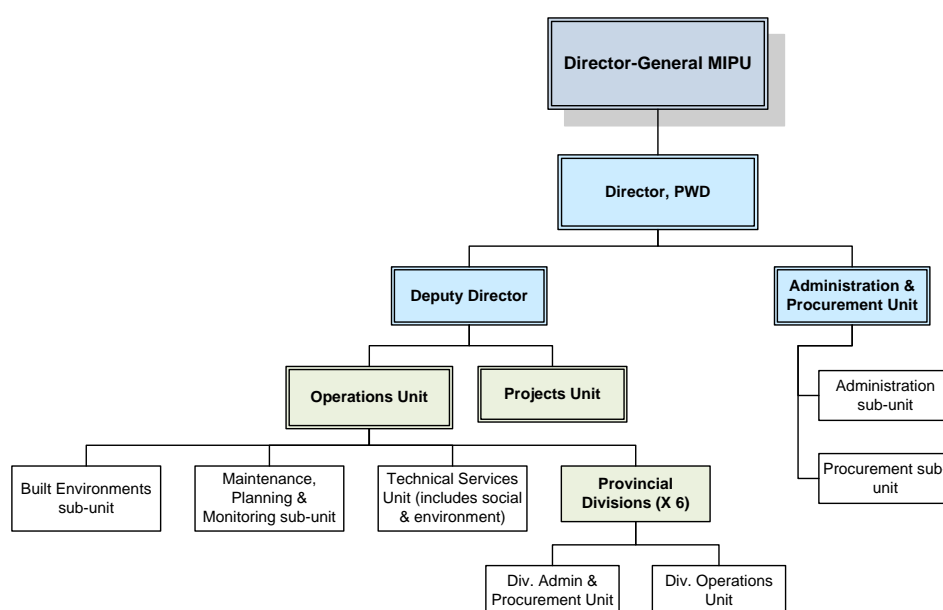 Director-General MIPU
Director, PWD
Deputy Director
Administration &
Procurement Unit
Operations Unit
Projects Unit
Administration
sub-unit
Procurement sub-
unit
Built Environments
sub-unit
Maintenance,
Planning &
Monitoring sub-unit
Technical Services
Unit (includes social
& environment)
Provincial
Divisions (X 6)
Div. Admin &
Procurement Unit
Div. Operations
Unit